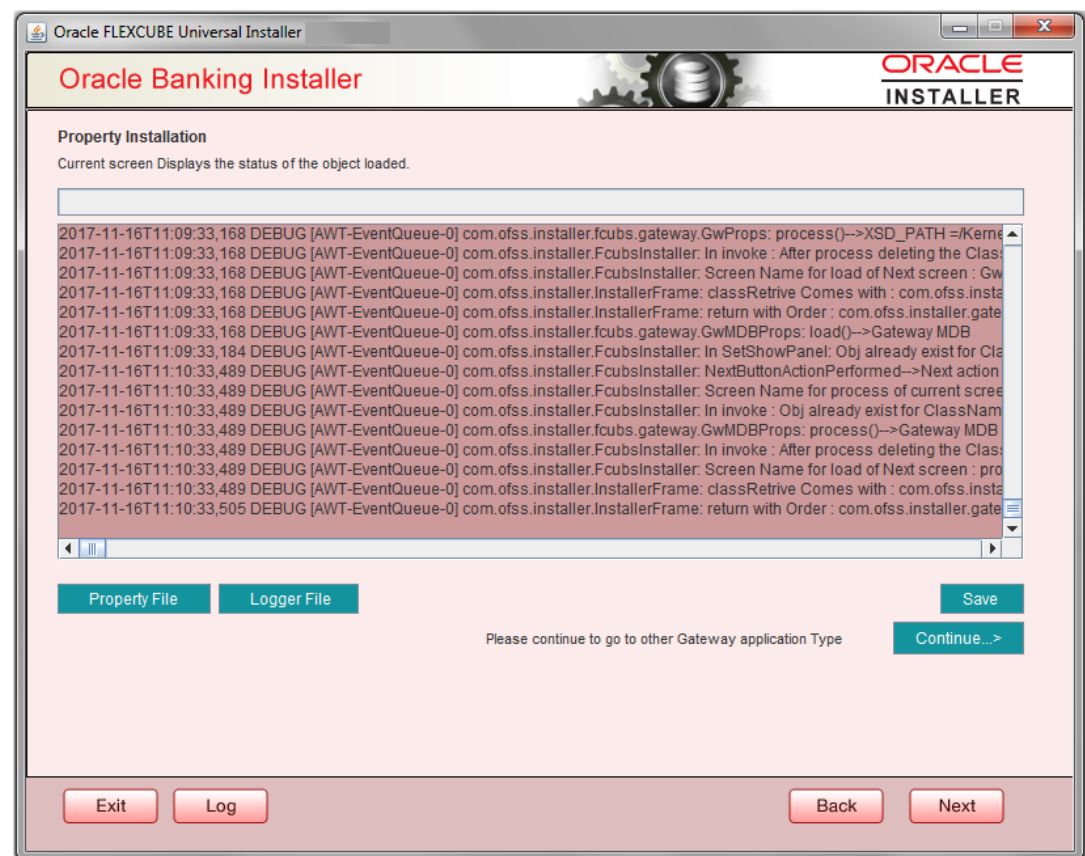 Oracle FLEXCUBE Universal Installer
Oracle Banking Installer
ORACLE
INSTALLER
Property Installation
Current screen Displays the status of the object loaded.
2017-11-16T11:09:33,168 DEBUG [AWT-EventQueue-0] com.ofss.installer.fcubs.gateway.GwProps: process()-->XSD_PATH =/Kerne
2017-11-16T11:09:33,168 DEBUG [AWT-EventQueue-0] com.ofss.installer.FcubsInstaller: In invoke : After process deleting the Clas
2017-11-16T11:09:33,168 DEBUG [AWT-EventQueue-0] com.ofss.installer.FcubsInstaller: Screen Name for load of Next screen : Gw
2017-11-16T11:09:33,168 DEBUG [AWT-EventQueue-0] com.ofss.installer.InstallerFrame: classRetrive Comes with : com.ofss.insta
2017-11-16T11:09:33,168 DEBUG [AWT-EventQueue-0] com.ofss.installer.InstallerFrame: return with Order : com.ofss.installer.gate
2017-11-16T11:09:33,168 DEBUG [AWT-EventQueue-0] com.ofss.installer.fcubs.gateway.GwMDBProps: load()-->Gateway MDB
2017-11-16T11:09:33,184 DEBUG [AWT-EventQueue-0] com.ofss.installer.FcubsInstaller: In SetShowPanel: Obj already exist for Cla
2017-11-16T11:10:33,489 DEBUG [AWT-EventQueue-0] com.ofss.installer.FcubsInstaller: NextButtonActionPerformed-->Next action
2017-11-16T11:10:33,489 DEBUG [AWT-EventQueue-0] com.ofss.installer.FcubsInstaller: Screen Name for process of current scree
2017-11-16T11:10:33,489 DEBUG [AWT-EventQueue-0] com.ofss.installer.FcubsInstaller: In invoke : Obj already exist for ClassNam
2017-11-16T11:10:33,489 DEBUG [AWT-EventQueue-0] com.ofss.installer.fcubs.gateway.GwMDBProps: process()-->Gateway MDB
2017-11-16T11:10:33,489 DEBUG [AWT-EventQueue-0] com.ofss.installer.FcubsInstaller: In invoke : After process deleting the Clas
2017-11-16T11:10:33,489 DEBUG [AWT-EventQueue-0] com.ofss.installer.FcubsInstaller: Screen Name for load of Next screen : pro
2017-11-16T11:10:33,489 DEBUG [AWT-EventQueue-0] com.ofss.installer.InstallerFrame: classRetrive Comes with : com.ofss.insta
2017-11-16T11:10:33,505 DEBUG [AWT-EventQueue-0] com.ofss.installer.InstallerFrame: return with Order : com.ofss.installer.gate
Property File
Logger File
Save
Please continue to go to other Gateway application Type
Continue...>
Exit
Log
Back
Next